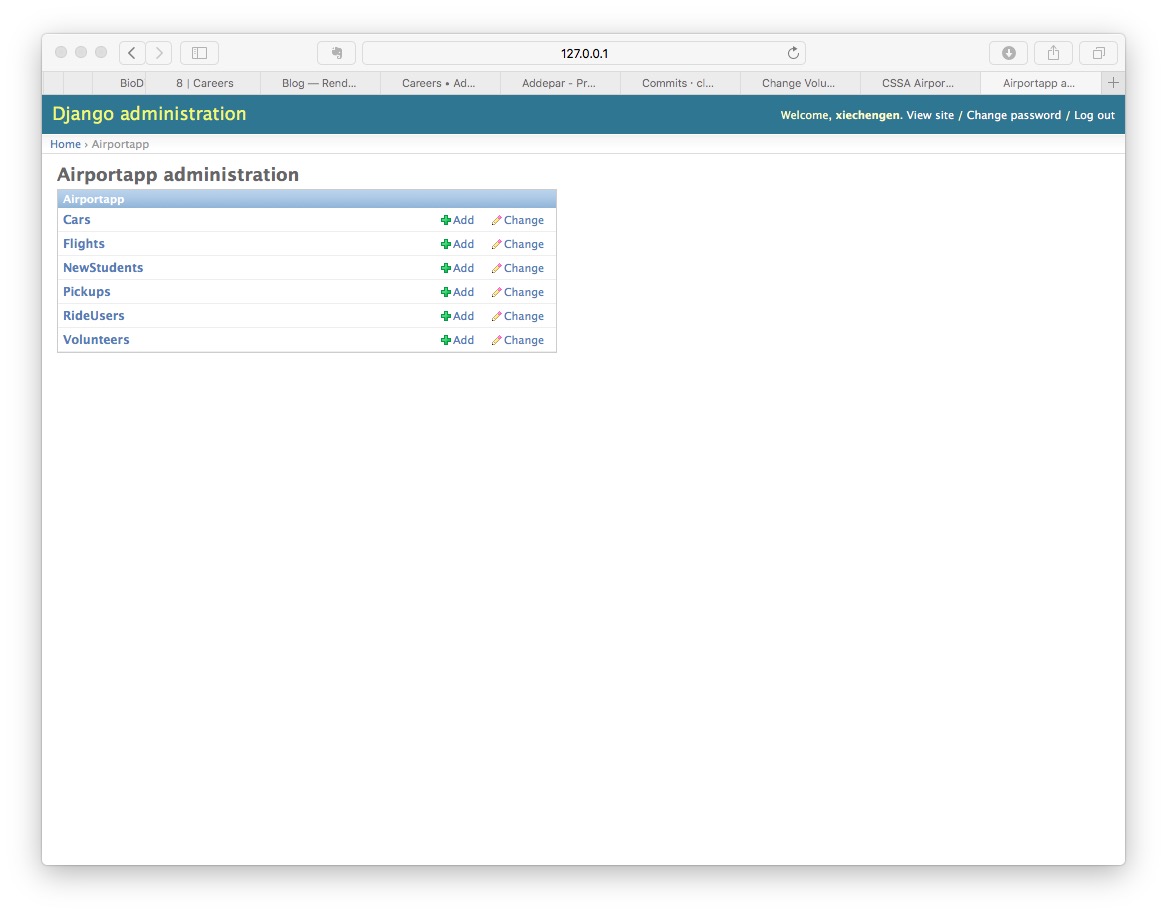 127.0.0.1
BioD 8 | Careers Blog — Rend... Careers • Ad... Addepar - Pr... Commits · cl... Change Volu... CSSA Airpor... Airportapp a...
Django administration
Welcome, xiechengen. View site / Change password / Log out
Home › Airportapp
Airportapp administration
Airportapp
Cars Add Change
Flights Add Change
NewStudents Add Change
Pickups Add Change
RideUsers Add Change
Volunteers Add Change